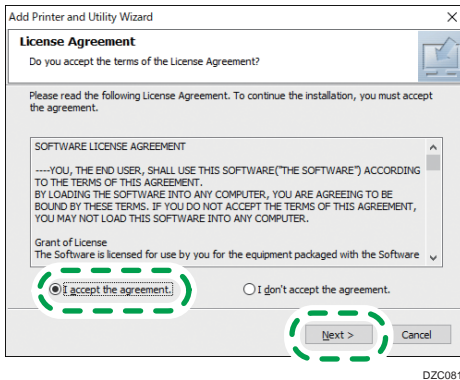 Add Printer and Utility Wizard
License Agreement
Do you accept the terms of the License Agreement?
Please read the following License Agreement. To continue the installation, you must accept
the agreement.
SOFTWARE LICENSE AGREEMENT
----YOU, THE END USER, SHALL USE THIS SOFTWARE("THE SOFTWARE") ACCORDING
TO THE TERMS OF THIS AGREEMENT.
BY LOADING THE SOFTWARE INTO ANY COMPUTER, YOU ARE AGREEING TO BE
BOUND BY THESE TERMS. IF YOU DO NOT ACCEPT THE TERMS OF THIS AGREEMENT,
YOU MAY NOT LOAD THIS SOFTWARE INTO ANY COMPUTER.
Grant of License
The Software is licensed for use by you for the equipment packaged with the Software
I accept the agreement. I don't accept the agreement.
Next > Cancel
DZC081